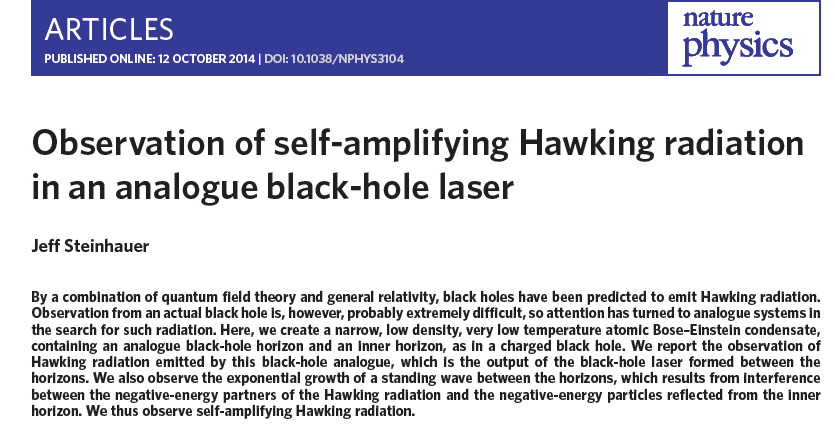 ARTICLES
PUBLISHED ONLINE: 12 OCTOBER 2014 | DOI: 10.1038/NPHYS3104
nature
physics
Observation of self-amplifying Hawking radiation
in an analogue black-hole laser
Jeff Steinhauer
By a combination of quantum field theory and general relativity, black holes have been predicted to emit Hawking radiation.
Observation from an actual black hole is, however, probably extremely difficult, so attention has turned to analogue systems in
the search for such radiation. Here, we create a narrow, low density, very low temperature atomic Bose–Einstein condensate,
containing an analogue black-hole horizon and an inner horizon, as in a charged black hole. We report the observation of
Hawking radiation emitted by this black-hole analogue, which is the output of the black-hole laser formed between the
horizons. We also observe the exponential growth of a standing wave between the horizons, which results from interference
between the negative-energy partners of the Hawking radiation and the negative-energy particles reflected from the inner
horizon. We thus observe self-amplifying Hawking radiation.